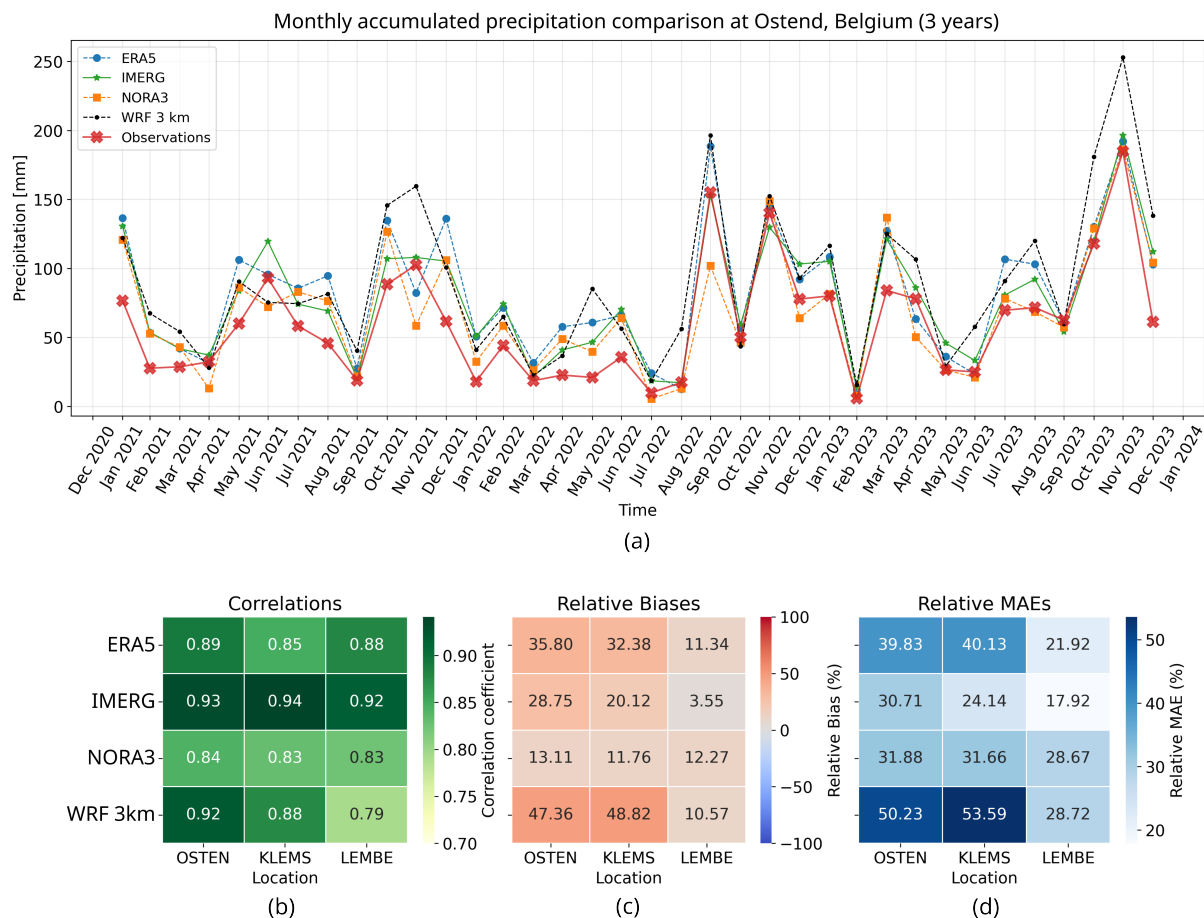 Monthly accumulated precipitation comparison at Ostend, Belgium (3 years)
ERA5
IMERG
NORA3
WRF 3 km
Observations
Precipitation [mm]
250
200
150
100
50
0
Dec 2020
Jan 2021
Feb 2021
Mar 2021
Apr 2021
May 2021
Jun 2021
Jul 2021
Aug 2021
Sep 2021
Oct 2021
Nov 2021
Dec 2021
Jan 2022
Feb 2022
Mar 2022
Apr 2022
May 2022
Jun 2022
Jul 2022
Aug 2022
Sep 2022
Oct 2022
Nov 2022
Dec 2022
Jan 2023
Feb 2023
Mar 2023
Apr 2023
May 2023
Jun 2023
Jul 2023
Aug 2023
Sep 2023
Oct 2023
Nov 2023
Dec 2023
Jan 2024
Time
(a)
Correlations
ERA5 0.89 0.85 0.88
IMERG 0.93 0.94 0.92
NORA3 0.84 0.83 0.83
WRF 3km 0.92 0.88 0.79
OSTEN KLEMS LEMBE
Location
0.90
0.85
0.80
0.75
0.70
Correlation coefficient
(b)
Relative Biases
35.80 32.38 11.34
28.75 20.12 3.55
13.11 11.76 12.27
47.36 48.82 10.57
OSTEN KLEMS LEMBE
Location
100
50
0
−50
−100
Relative Bias (%)
(c)
Relative MAEs
39.83 40.13 21.92
30.71 24.14 17.92
31.88 31.66 28.67
50.23 53.59 28.72
OSTEN KLEMS LEMBE
Location
50
40
30
20
Relative MAE (%)
(d)